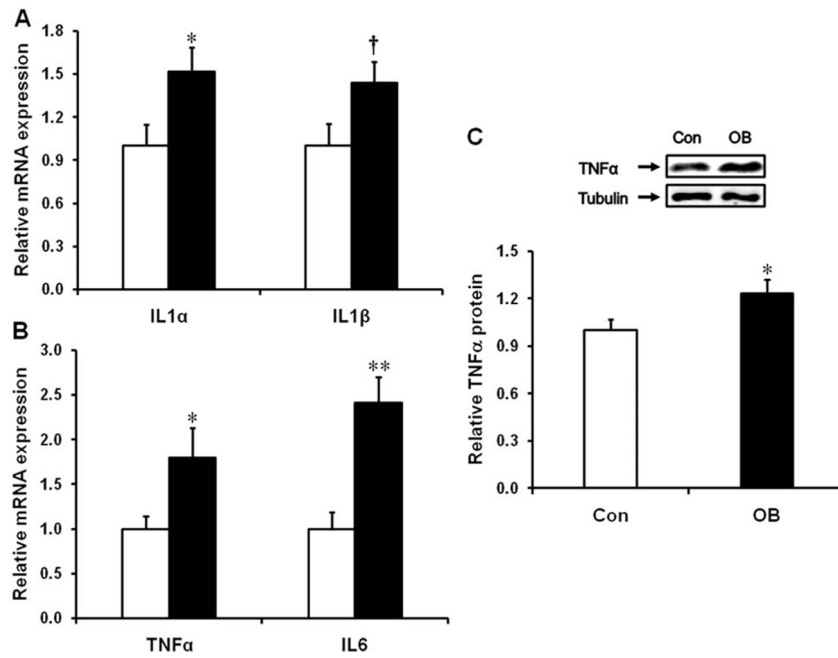 A
Relative mRNA expression
1.8
1.5
1.2
0.9
0.6
0.3
0.0
*
†
IL1α IL1β
B
Relative mRNA expression
3.0
2.5
2.0
1.5
1.0
0.5
0.0
*
**
TNFα IL6
C
Con OB
TNFα
Tubulin
Relative TNFα protein
1.5
1.2
0.9
0.6
0.3
0.0
*
Con OB